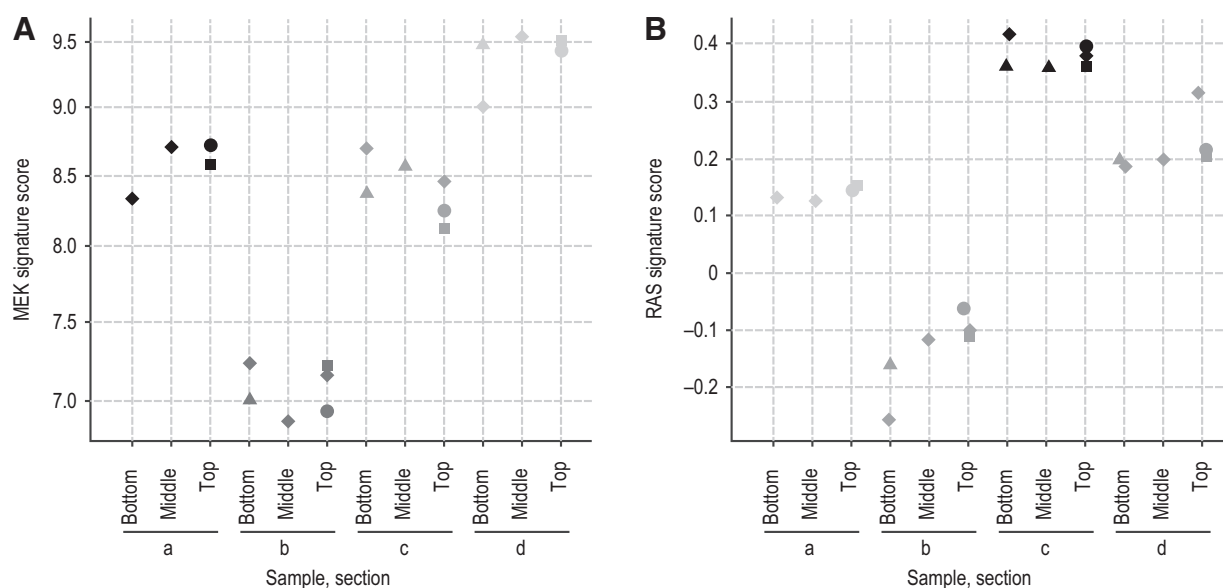 A
MEK signature score
9.5
9.0
8.5
8.0
7.5
7.0
Bottom
Middle
Top
Bottom
Middle
Top
Bottom
Middle
Top
Bottom
Middle
Top
a
b
c
d
Sample, section
B
RAS signature score
0.4
0.3
0.2
0.1
0
–0.1
–0.2
Bottom
Middle
Top
Bottom
Middle
Top
Bottom
Middle
Top
Bottom
Middle
Top
a
b
c
d
Sample, section